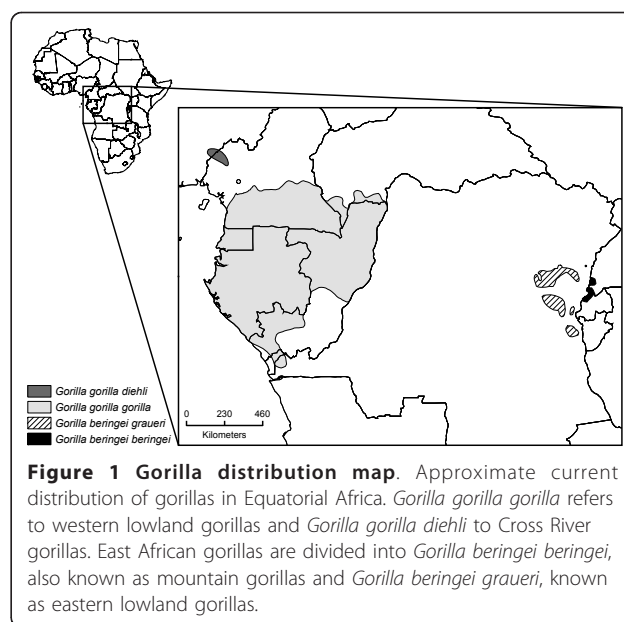 Gorilla gorilla diehli
Gorilla gorilla gorilla
Gorilla beringei graueri
Gorilla beringei beringei
0 230 460
Kilometers
Figure 1 Gorilla distribution map. Approximate current
distribution of gorillas in Equatorial Africa. Gorilla gorilla gorilla refers
to western lowland gorillas and Gorilla gorilla diehli to Cross River
gorillas. East African gorillas are divided into Gorilla beringei beringei,
also known as mountain gorillas and Gorilla beringei graueri, known
as eastern lowland gorillas.